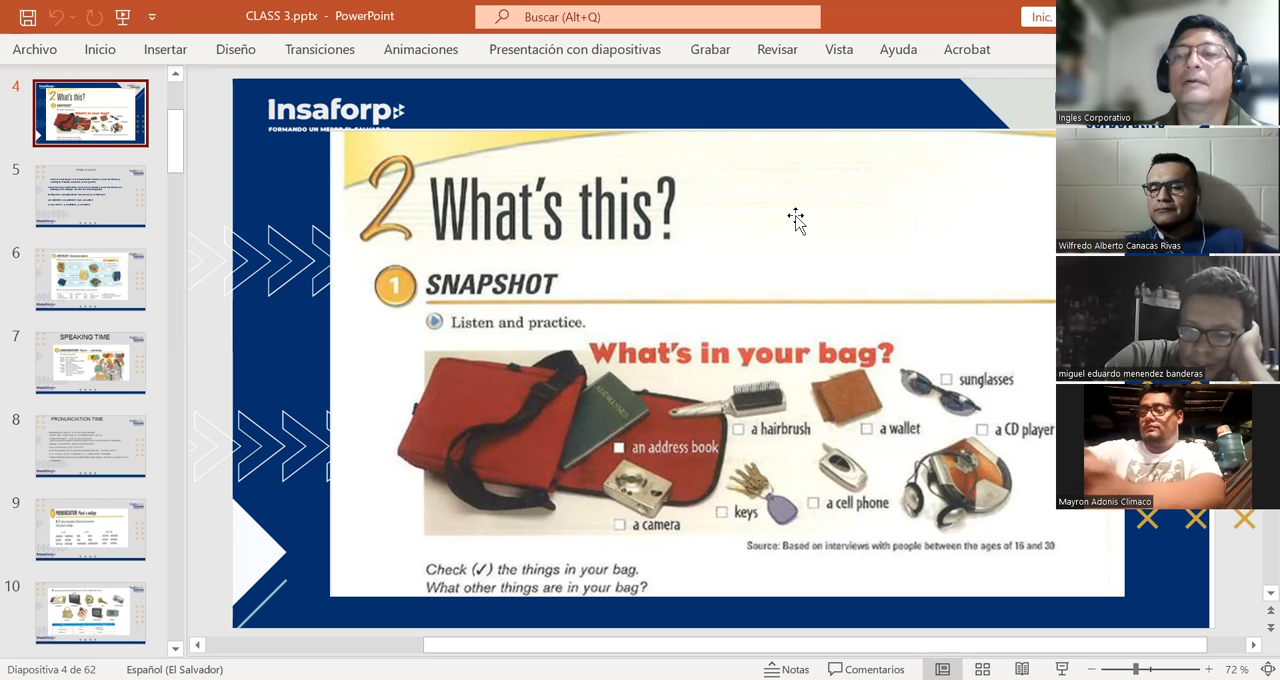 CLASS 3.pptx - PowerPoint
Buscar (Alt+Q)
Inic.
Archivo
Inicio
Insertar
Diseño
Transiciones
Animaciones
Presentación con diapositivas
Grabar
Revisar
Vista
Ayuda
Acrobat
4
5
6
7
SPEAKING TIME
8
PRONUNCIATION TIME
9
10
Insaforp
2 What's this?
1 SNAPSHOT
Listen and practice.
What's in your bag?
ADDRESSES
an address book
a hairbrush
a wallet
sunglasses
a CD player
a camera
keys
a cell phone
Source: Based on interviews with people between the ages of 16 and 30
Check (✓) the things in your bag.
What other things are in your bag?
Ingles Corporativo
Wilfredo Alberto Canacas Rivas
miguel eduardo menendez banderas
Mayron Adonis Climaco
Diapositiva 4 de 62
Español (El Salvador)
Notas
Comentarios
72 %